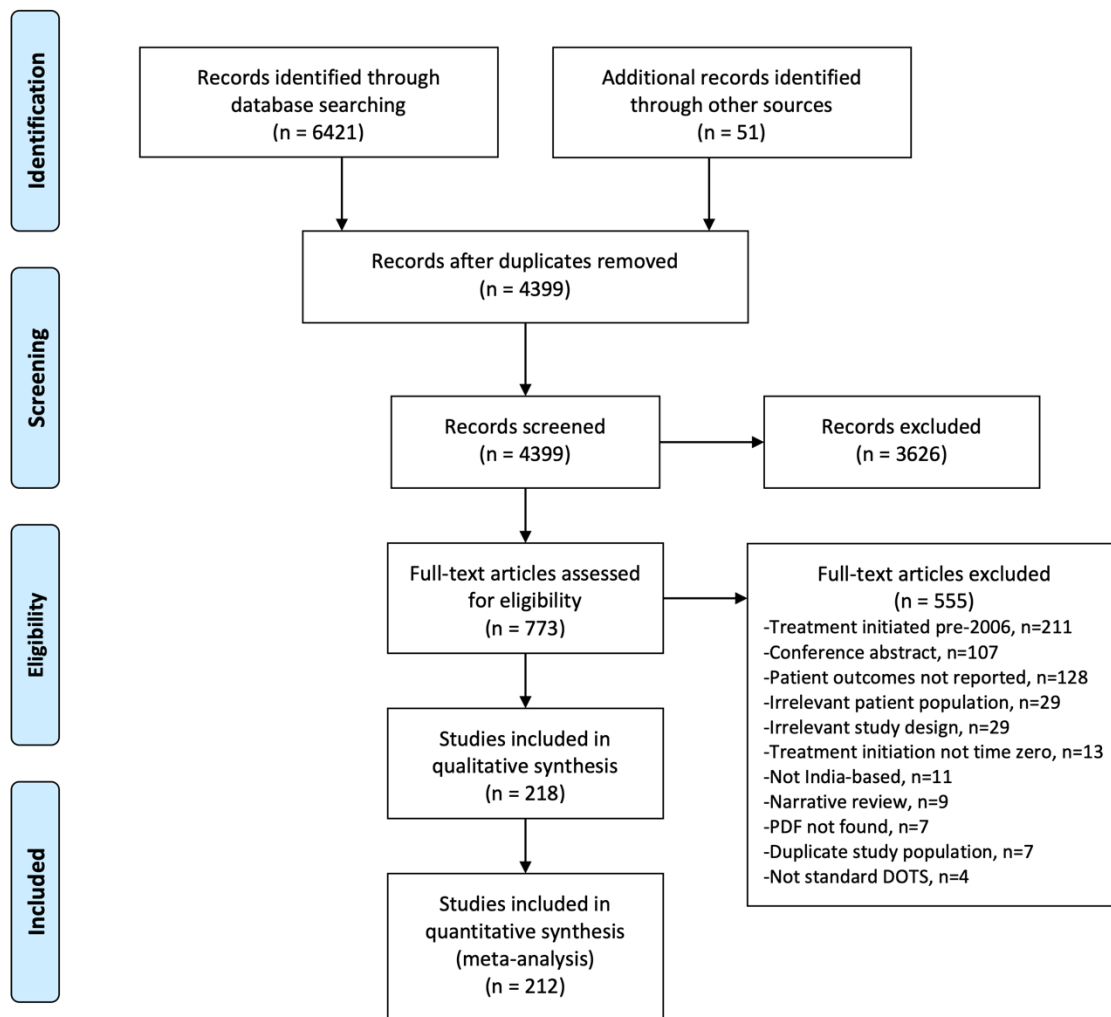 Identification
Records identified through
database searching
(n = 6421)
Additional records identified
through other sources
(n = 51)
Records after duplicates removed
(n = 4399)
Screening
Records screened
(n = 4399)
Records excluded
(n = 3626)
Eligibility
Full-text articles assessed
for eligibility
(n = 773)
Full-text articles excluded
(n = 555)
-Treatment initiated pre-2006, n=211
-Conference abstract, n=107
-Patient outcomes not reported, n=128
-Irrelevant patient population, n=29
-Irrelevant study design, n=29
-Treatment initiation not time zero, n=13
-Not India-based, n=11
-Narrative review, n=9
-PDF not found, n=7
-Duplicate study population, n=7
-Not standard DOTS, n=4
Studies included in
qualitative synthesis
(n = 218)
Included
Studies included in
quantitative synthesis
(meta-analysis)
(n = 212)